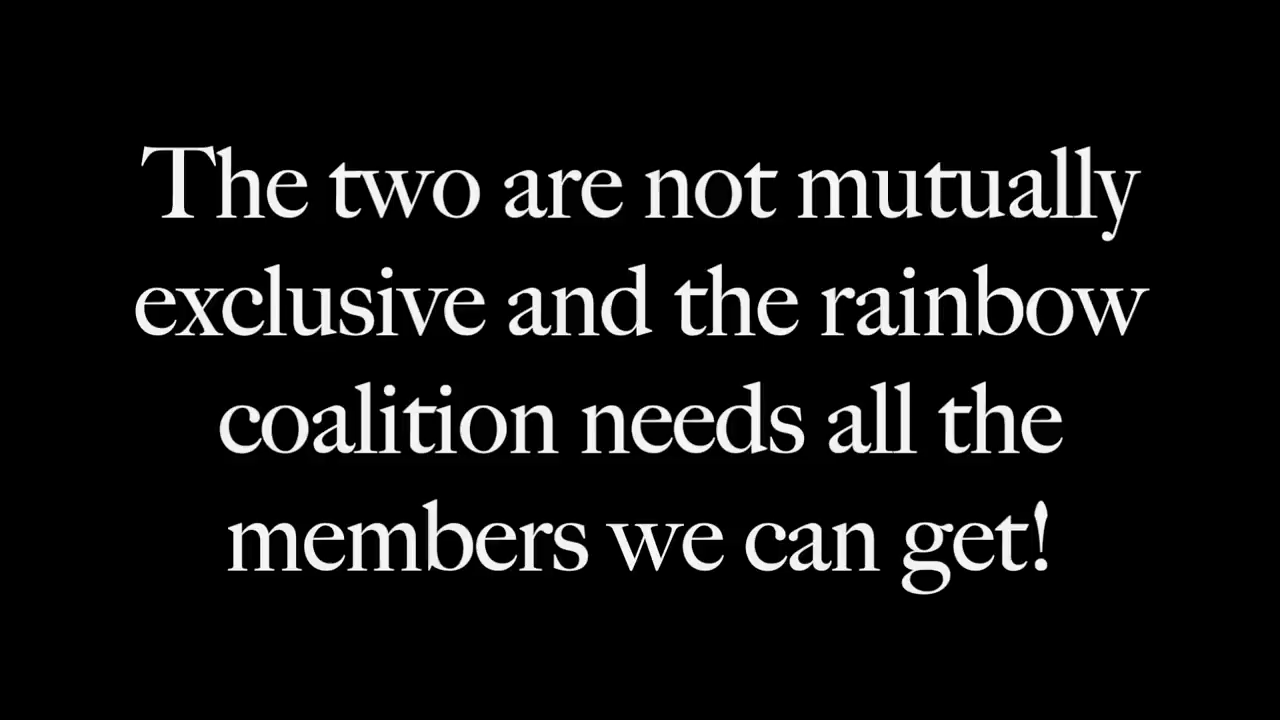 The two are not mutually
exclusive and the rainbow
coalition needs all the
members we can get!